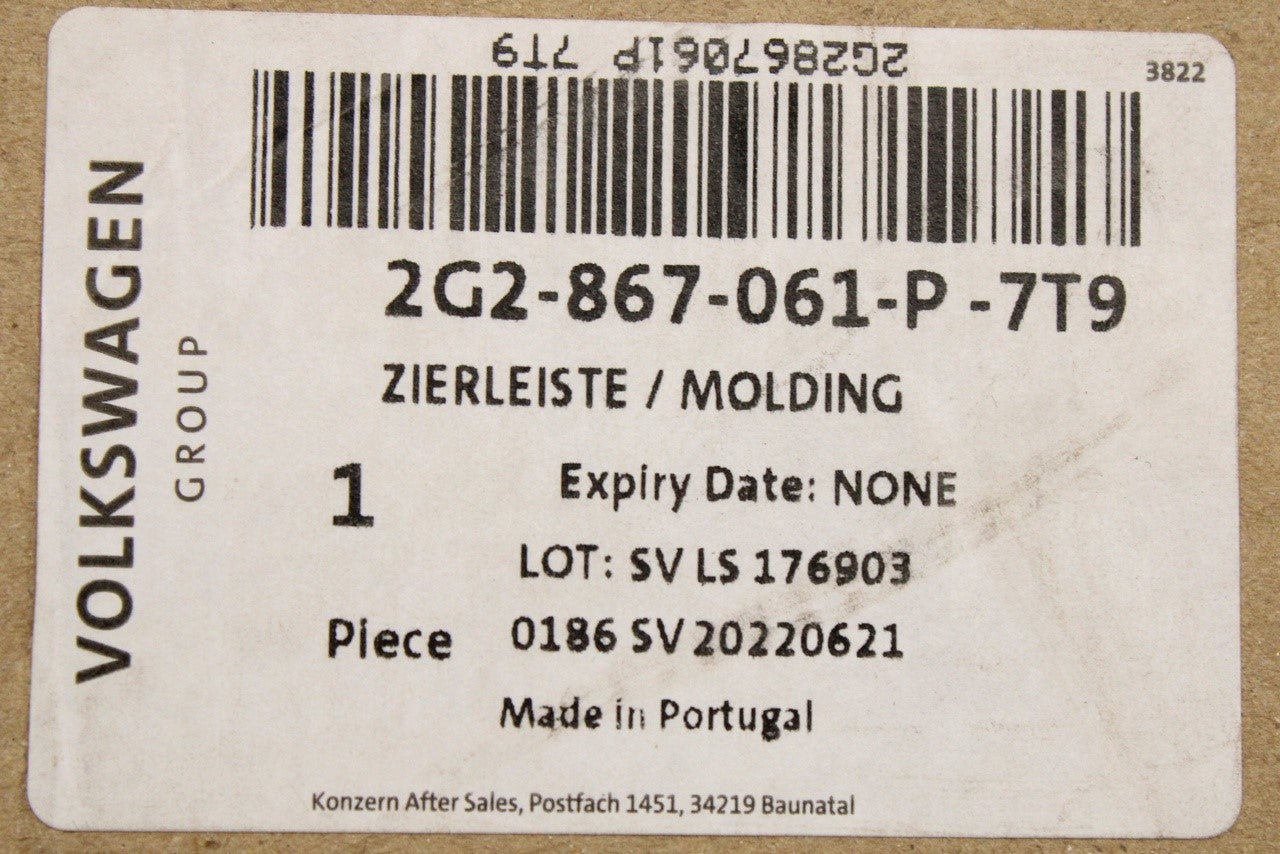 2G2867061P 7T9
3822
VOLKSWAGEN
GROUP
2G2-867-061-P -7T9
ZIERLEISTE / MOLDING
1
Expiry Date: NONE
LOT: SV LS 176903
Piece
0186 SV 20220621
Made in Portugal
Konzern After Sales, Postfach 1451, 34219 Baunatal